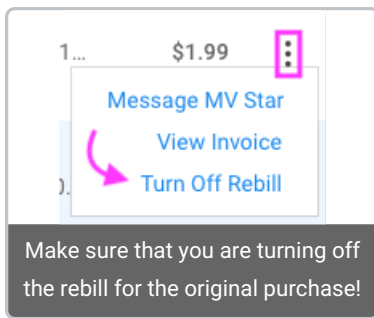 1... $1.99
Message MV Star
View Invoice
0. Turn Off Rebill
Make sure that you are turning off
the rebill for the original purchase!